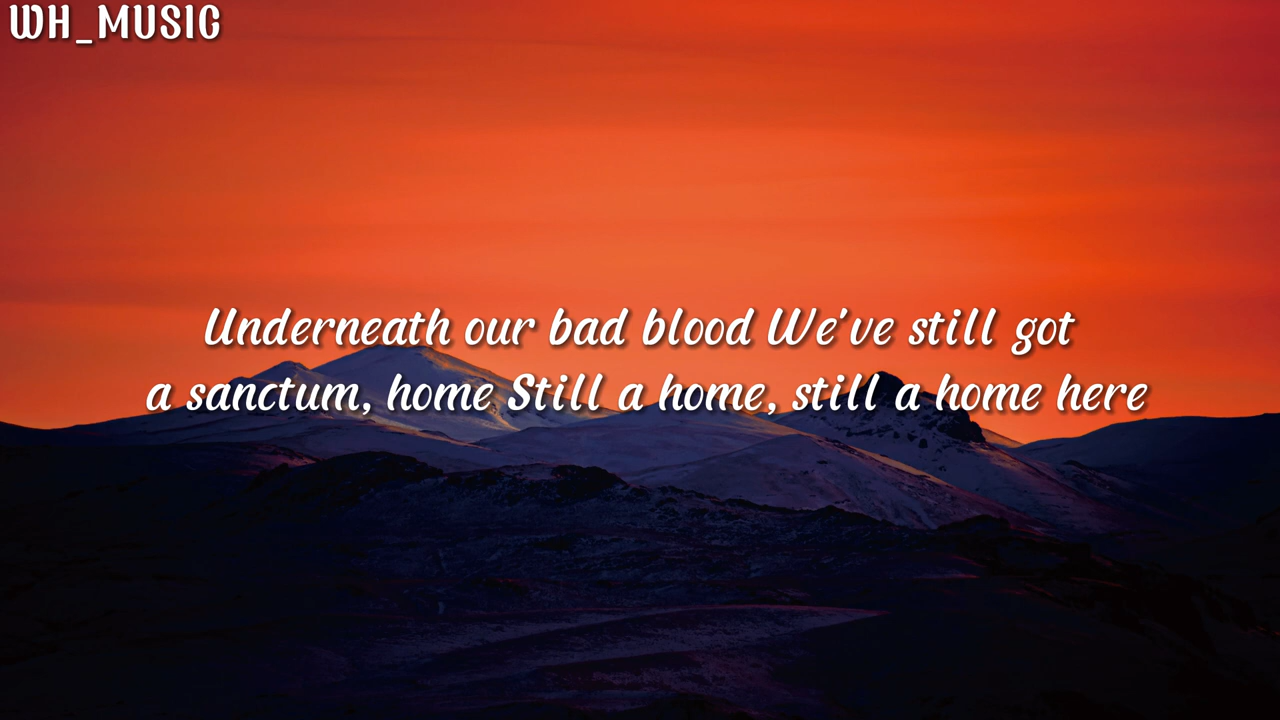 WH_MUSIC
Underneath our bad blood We've still got
a sanctum, home Still a home, still a home here